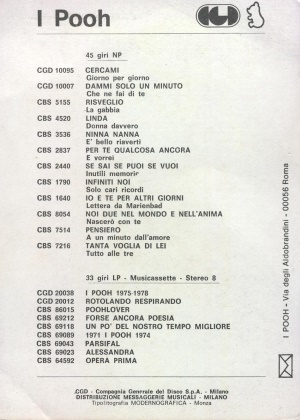 I Pooh
CGD
45 giri NP
CGD 10095 CERCAMI
Giorno per giorno
CGD 10007 DAMMI SOLO UN MINUTO
Che ne fai di te
CBS 5155 RISVEGLIO
La gabbia
CBS 4520 LINDA
Donna davvero
CBS 3536 NINNA NANNA
E' bello riaverti
CBS 2837 PER TE QUALCOSA ANCORA
E vorrei
CBS 2440 SE SAI SE PUOI SE VUOI
Inutili memorir
CBS 1790 INFINITI NOI
Solo cari ricordi
CBS 1640 IO E TE PER ALTRI GIORNI
Lettera da Marienbad
CBS 8054 NOI DUE NEL MONDO E NELL'ANIMA
Nascerò con te
CBS 7514 PENSIERO
A un minuto dall'amore
CBS 7216 TANTA VOGLIA DI LEI
Tutto alle tre
33 giri LP - Musicassette - Stereo 8
CGD 20038 I POOH 1975-1978
CGD 20012 ROTOLANDO RESPIRANDO
CBS 86015 POOHLOVER
CBS 69212 FORSE ANCORA POESIA
CBS 69118 UN PO' DEL NOSTRO TEMPO MIGLIORE
CBS 69089 1971 I POOH 1974
CBS 69043 PARSIFAL
CBS 69023 ALESSANDRA
CBS 64592 OPERA PRIMA
CGD - Compagnia Generale del Disco S.p.A. - Milano
DISTRIBUZIONE MESSAGGERIE MUSICALI - MILANO
Tipolitografia MODERNOGRAFICA - Monza
I POOH - Via degli Aldobrandini - 00056 Roma